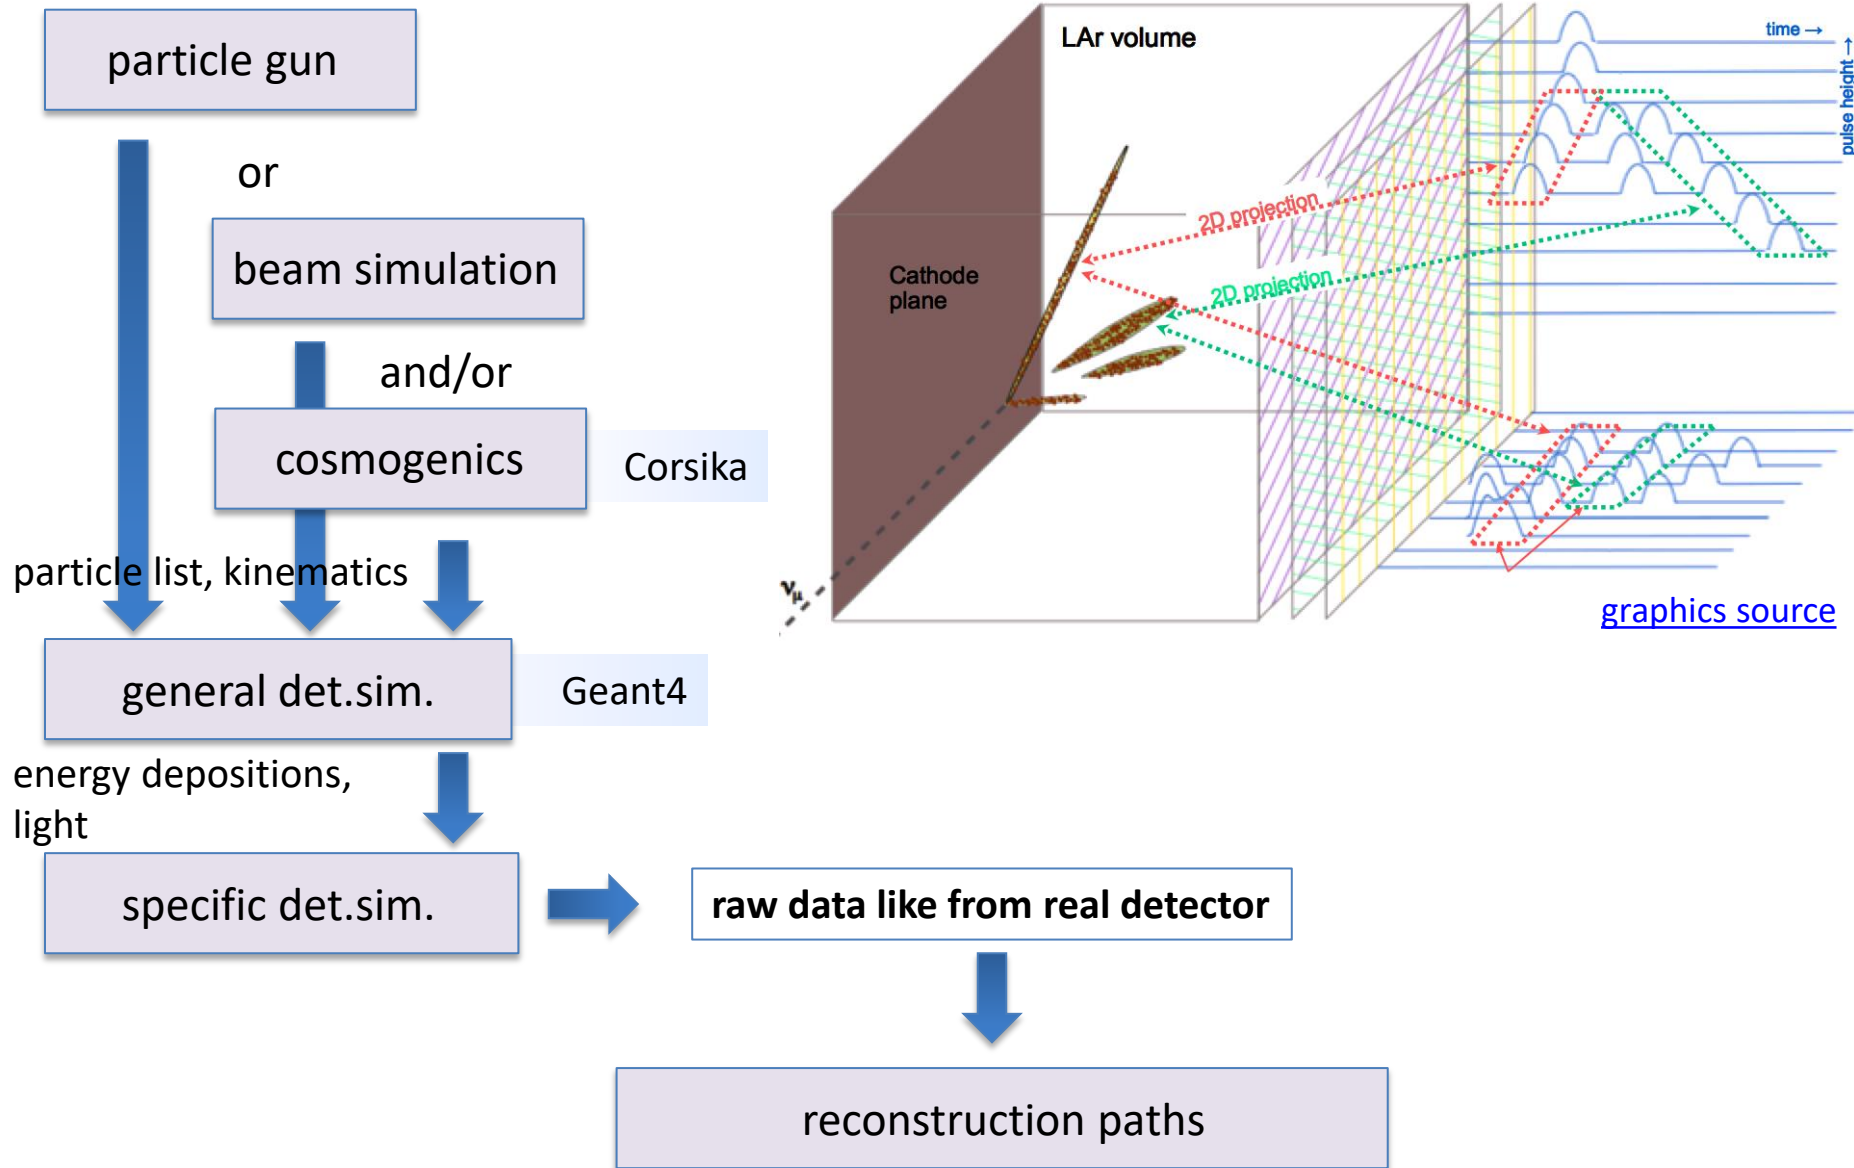 particle gun
or
beam simulation
and/or
cosmogenics
Corsika
particle list, kinematics
general det.sim.
Geant4
energy depositions,
light
specific det.sim.
raw data like from real detector
reconstruction paths
LAr volume
time →
pulse height →
2D projection
2D projection
Cathode
plane
νμ
graphics source